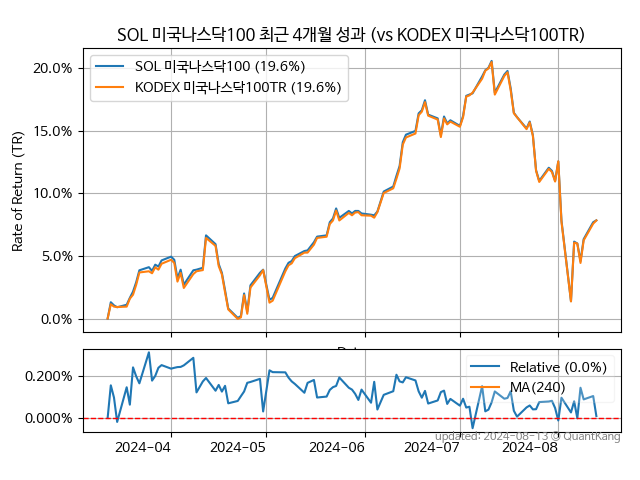 SOL 미국나스닥100 최근 4개월 성과 (vs KODEX 미국나스닥100TR)
SOL 미국나스닥100 (19.6%)
KODEX 미국나스닥100TR (19.6%)
Rate of Return (TR)
20.0%
15.0%
10.0%
5.0%
0.0%
Relative (0.0%)
MA(240)
0.200%
0.000%
2024-04
2024-05
2024-06
2024-07
2024-08
updated: 2024-08-13 © QuantKang